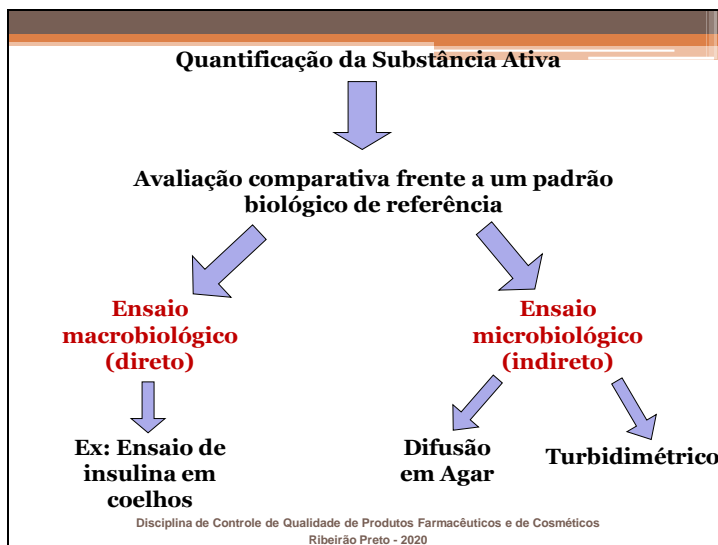 Quantificação da Substância Ativa
Avaliação comparativa frente a um padrão
biológico de referência
Ensaio
macrobiológico
(direto)
Ensaio
microbiológico
(indireto)
Ex: Ensaio de
insulina em
coelhos
Difusão
em Agar
Turbidimétrico
Disciplina de Controle de Qualidade de Produtos Farmacêuticos e de Cosméticos
Ribeirão Preto - 2020